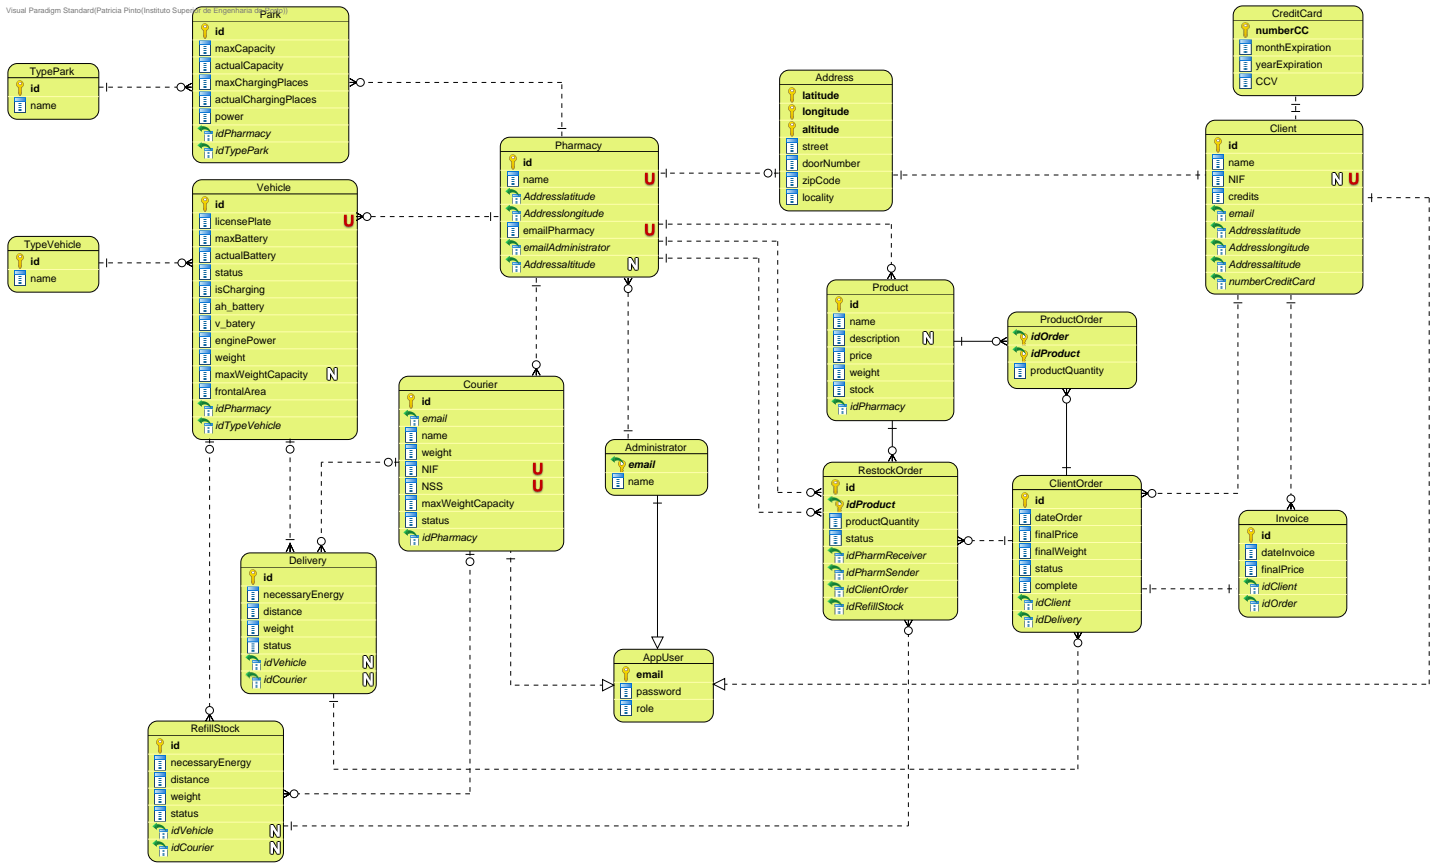 Visual Paradigm Standard(Patricia Pinto(Instituto Superior de Engenharia do Porto))
Park
id
maxCapacity
actualCapacity
maxChargingPlaces
actualChargingPlaces
power
idPharmacy
idTypePark
TypePark
id
name
Vehicle
id
licensePlate U
maxBattery
actualBattery
status
isCharging
ah_battery
v_batery
enginePower
weight
maxWeightCapacity N
frontalArea
idPharmacy
idTypeVehicle
TypeVehicle
id
name
Pharmacy
id
name U
Addresslatitude
Addresslongitude
emailPharmacy U
emailAdministrator
Addressaltitude N
Address
latitude
longitude
altitude
street
doorNumber
zipCode
locality
CreditCard
numberCC
monthExpiration
yearExpiration
CCV
Client
id
name
NIF N U
credits
email
Addresslatitude
Addresslongitude
Addressaltitude
numberCreditCard
Product
id
name
description N
price
weight
stock
idPharmacy
ProductOrder
idOrder
idProduct
productQuantity
Courier
id
email
name
weight
NIF U
NSS U
maxWeightCapacity
status
idPharmacy
Administrator
email
name
RestockOrder
id
idProduct
productQuantity
status
idPharmReceiver
idPharmSender
idClientOrder
idRefillStock
ClientOrder
id
dateOrder
finalPrice
finalWeight
status
complete
idClient
idDelivery
Invoice
id
dateInvoice
finalPrice
idClient
idOrder
Delivery
id
necessaryEnergy
distance
weight
status
idVehicle N
idCourier N
AppUser
email
password
role
RefillStock
id
necessaryEnergy
distance
weight
status
idVehicle N
idCourier N